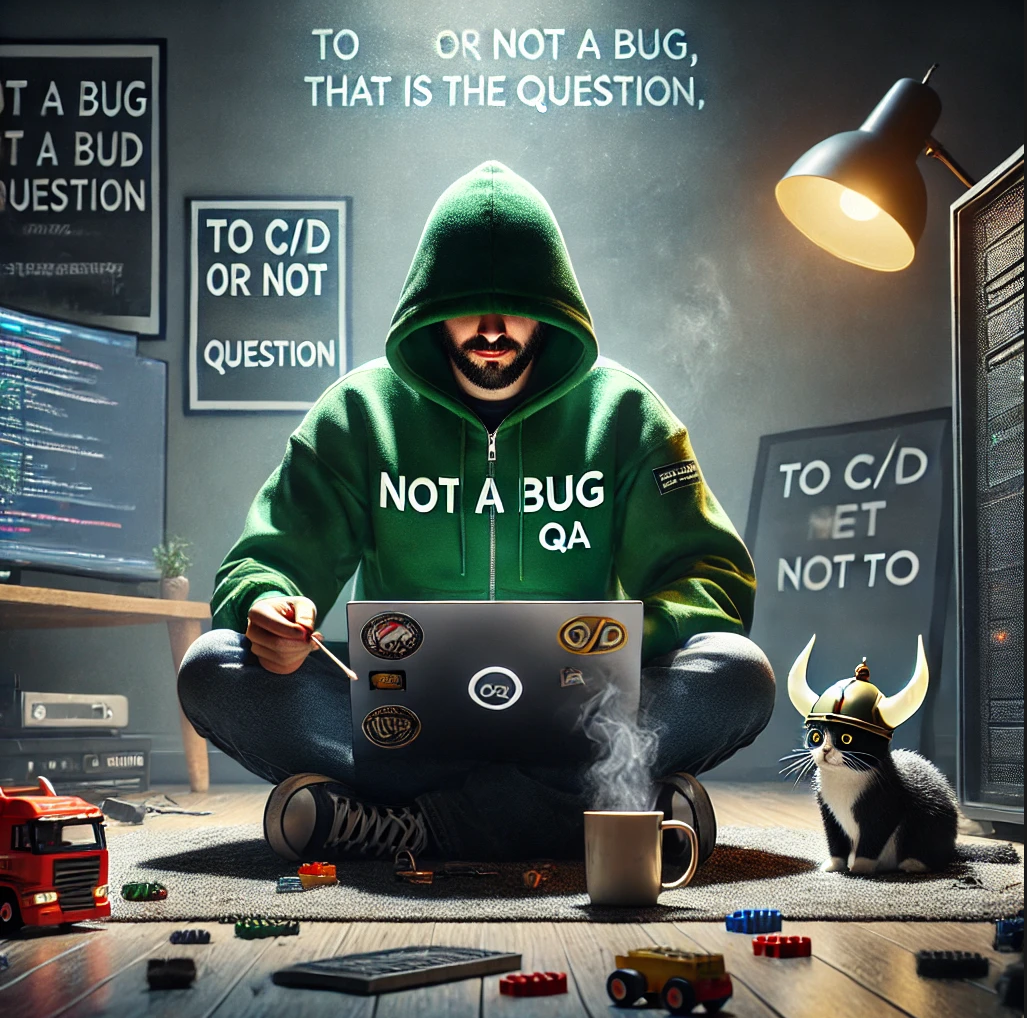 TO OR NOT A BUG,
THAT IS THE QUESTION,
T A BUG
T A BUD
QUESTION
TO C/D
OR NOT
QUESTION
NOT A BUG
QA
TO C/D
ET
NOT TO